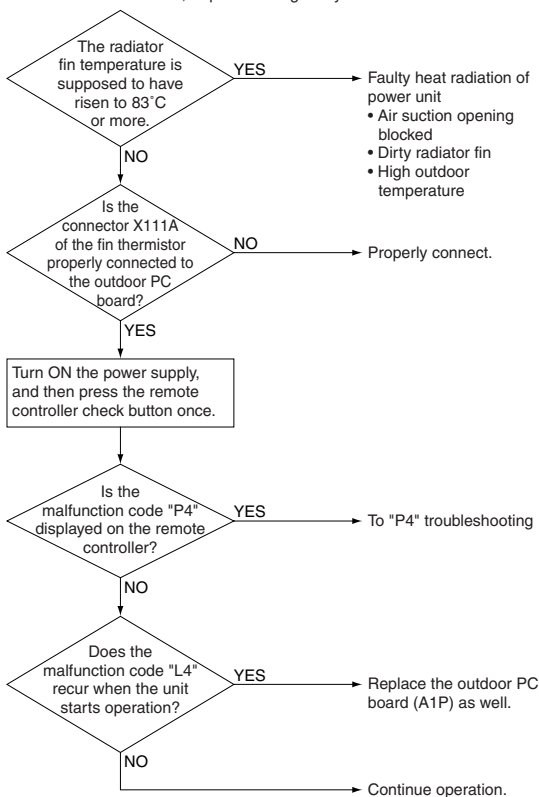 The radiator
fin temperature is
supposed to have
risen to 83˚C
or more.
YES
Faulty heat radiation of
power unit
• Air suction opening
blocked
• Dirty radiator fin
• High outdoor
temperature
NO
Is the
connector X111A
of the fin thermistor
properly connected to
the outdoor PC
board?
NO
Properly connect.
YES
Turn ON the power supply,
and then press the remote
controller check button once.
Is the
malfunction code "P4"
displayed on the remote
controller?
YES
To "P4" troubleshooting
NO
Does the
malfunction code "L4"
recur when the unit
starts operation?
YES
Replace the outdoor PC
board (A1P) as well.
NO
Continue operation.